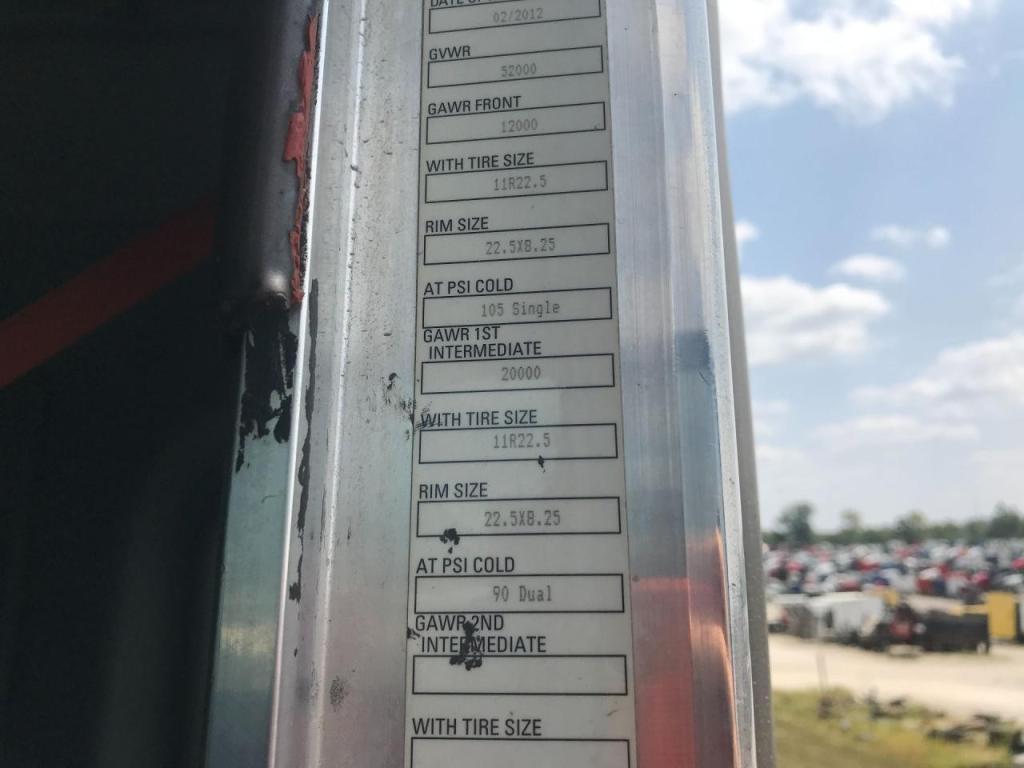 02/2012
GVWR
52000
GAWR FRONT
12000
WITH TIRE SIZE
11R22.5
RIM SIZE
22.5X8.25
AT PSI COLD
105 Single
GAWR 1ST
INTERMEDIATE
20000
WITH TIRE SIZE
11R22.5
RIM SIZE
22.5X8.25
AT PSI COLD
90 Dual
GAWR 2ND
INTERMEDIATE
WITH TIRE SIZE